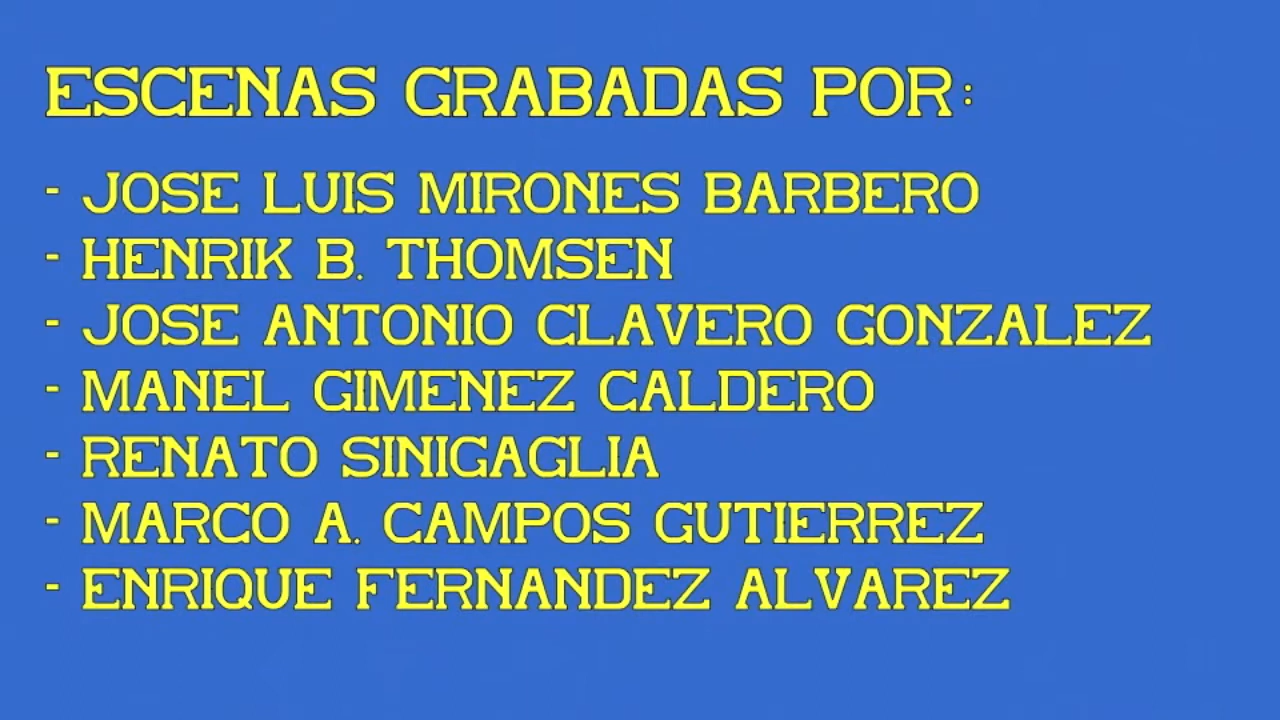 ESCENAS GRABADAS POR:
- JOSE LUIS MIRONES BARBERO
- HENRIK B. THOMSEN
- JOSE ANTONIO CLAVERO GONZALEZ
- MANEL GIMENEZ CALDERO
- RENATO SINIGAGLIA
- MARCO A. CAMPOS GUTIERREZ
- ENRIQUE FERNANDEZ ALVAREZ